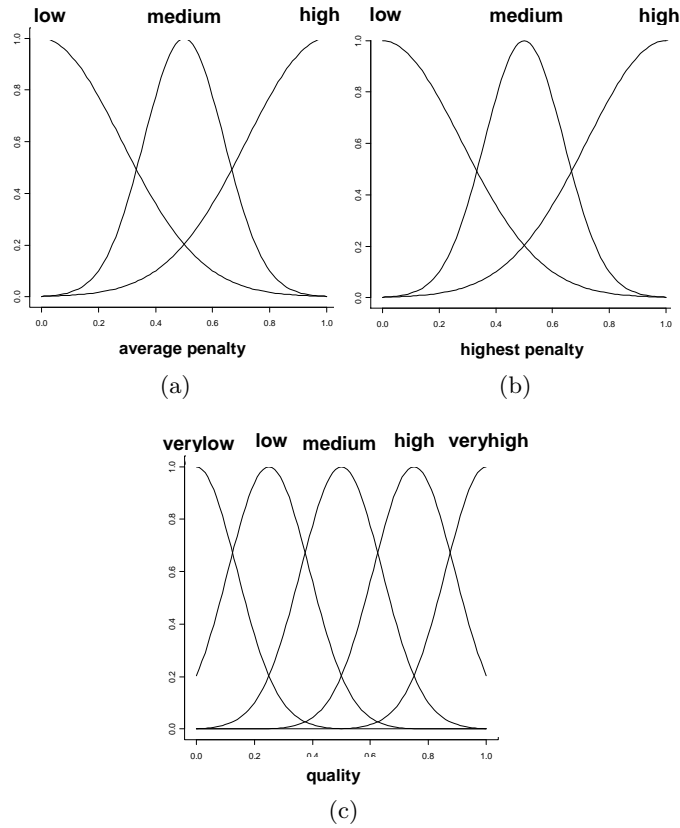 low medium high
1.0
0.8
0.6
0.4
0.2
0.0
0.0 0.2 0.4 0.6 0.8 1.0
average penalty
(a)
low medium high
1.0
0.8
0.6
0.4
0.2
0.0
0.0 0.2 0.4 0.6 0.8 1.0
highest penalty
(b)
verylow low medium high veryhigh
1.0
0.8
0.6
0.4
0.2
0.0
0.0 0.2 0.4 0.6 0.8 1.0
quality
(c)